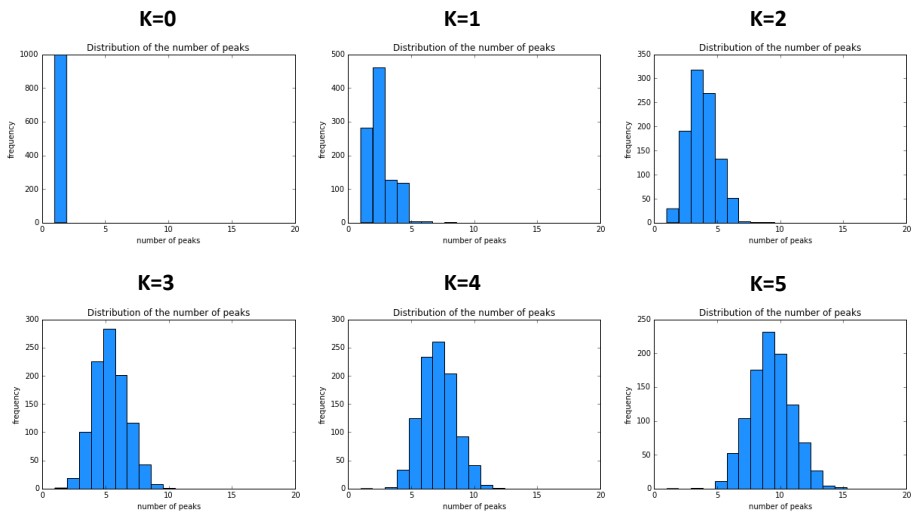 K=0
K=1
K=2
Distribution of the number of peaks
Distribution of the number of peaks
Distribution of the number of peaks
1000
800
600
400
200
0
frequency
0 5 10 15 20
number of peaks
500
400
300
200
100
0
frequency
0 5 10 15 20
number of peaks
350
300
250
200
150
100
50
0
frequency
0 5 10 15 20
number of peaks
K=3
K=4
K=5
Distribution of the number of peaks
Distribution of the number of peaks
Distribution of the number of peaks
300
250
200
150
100
50
0
frequency
0 5 10 15 20
number of peaks
300
250
200
150
100
50
0
frequency
0 5 10 15 20
number of peaks
250
200
150
100
50
0
frequency
0 5 10 15 20
number of peaks